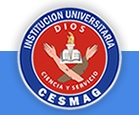 INSTITUCION UNIVERSITARIA
DIOS
CIENCIA Y SERVICIO
CESMAG